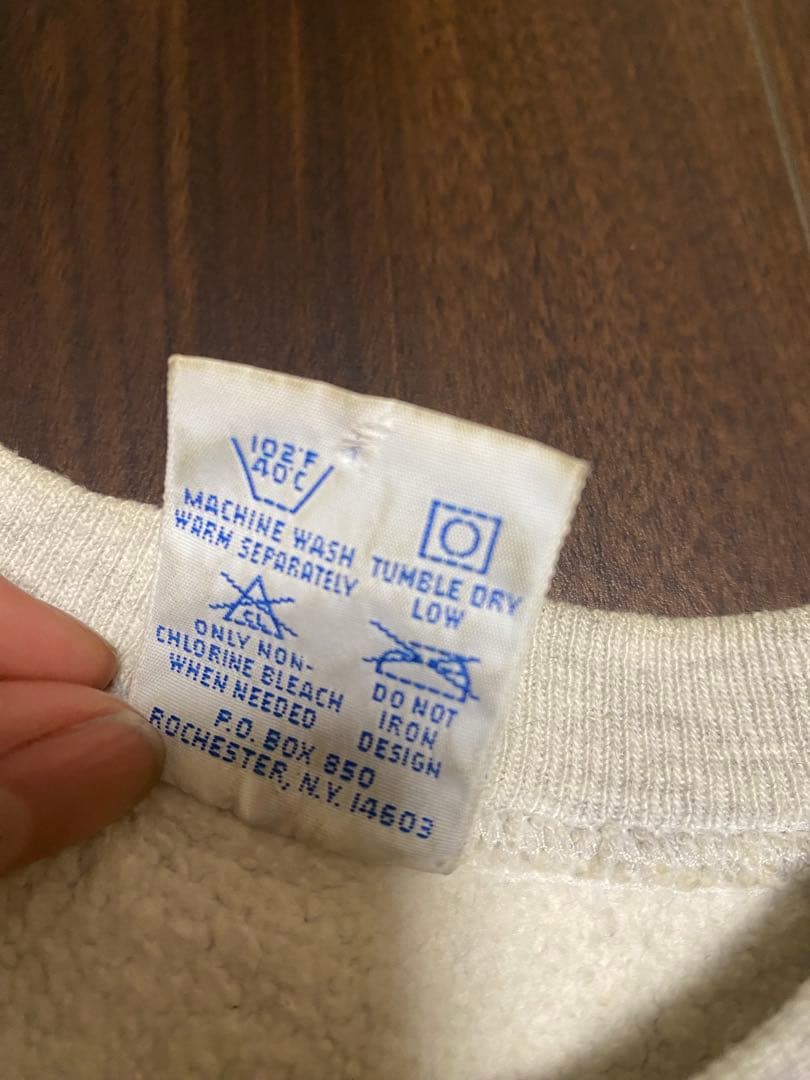 102°F
40°C
MACHINE WASH
WARM SEPARATELY
TUMBLE DRY
LOW
CL
ONLY NON-
CHLORINE BLEACH
WHEN NEEDED
DO NOT
IRON
DESIGN
P.O. BOX 850
ROCHESTER, N.Y. 14603